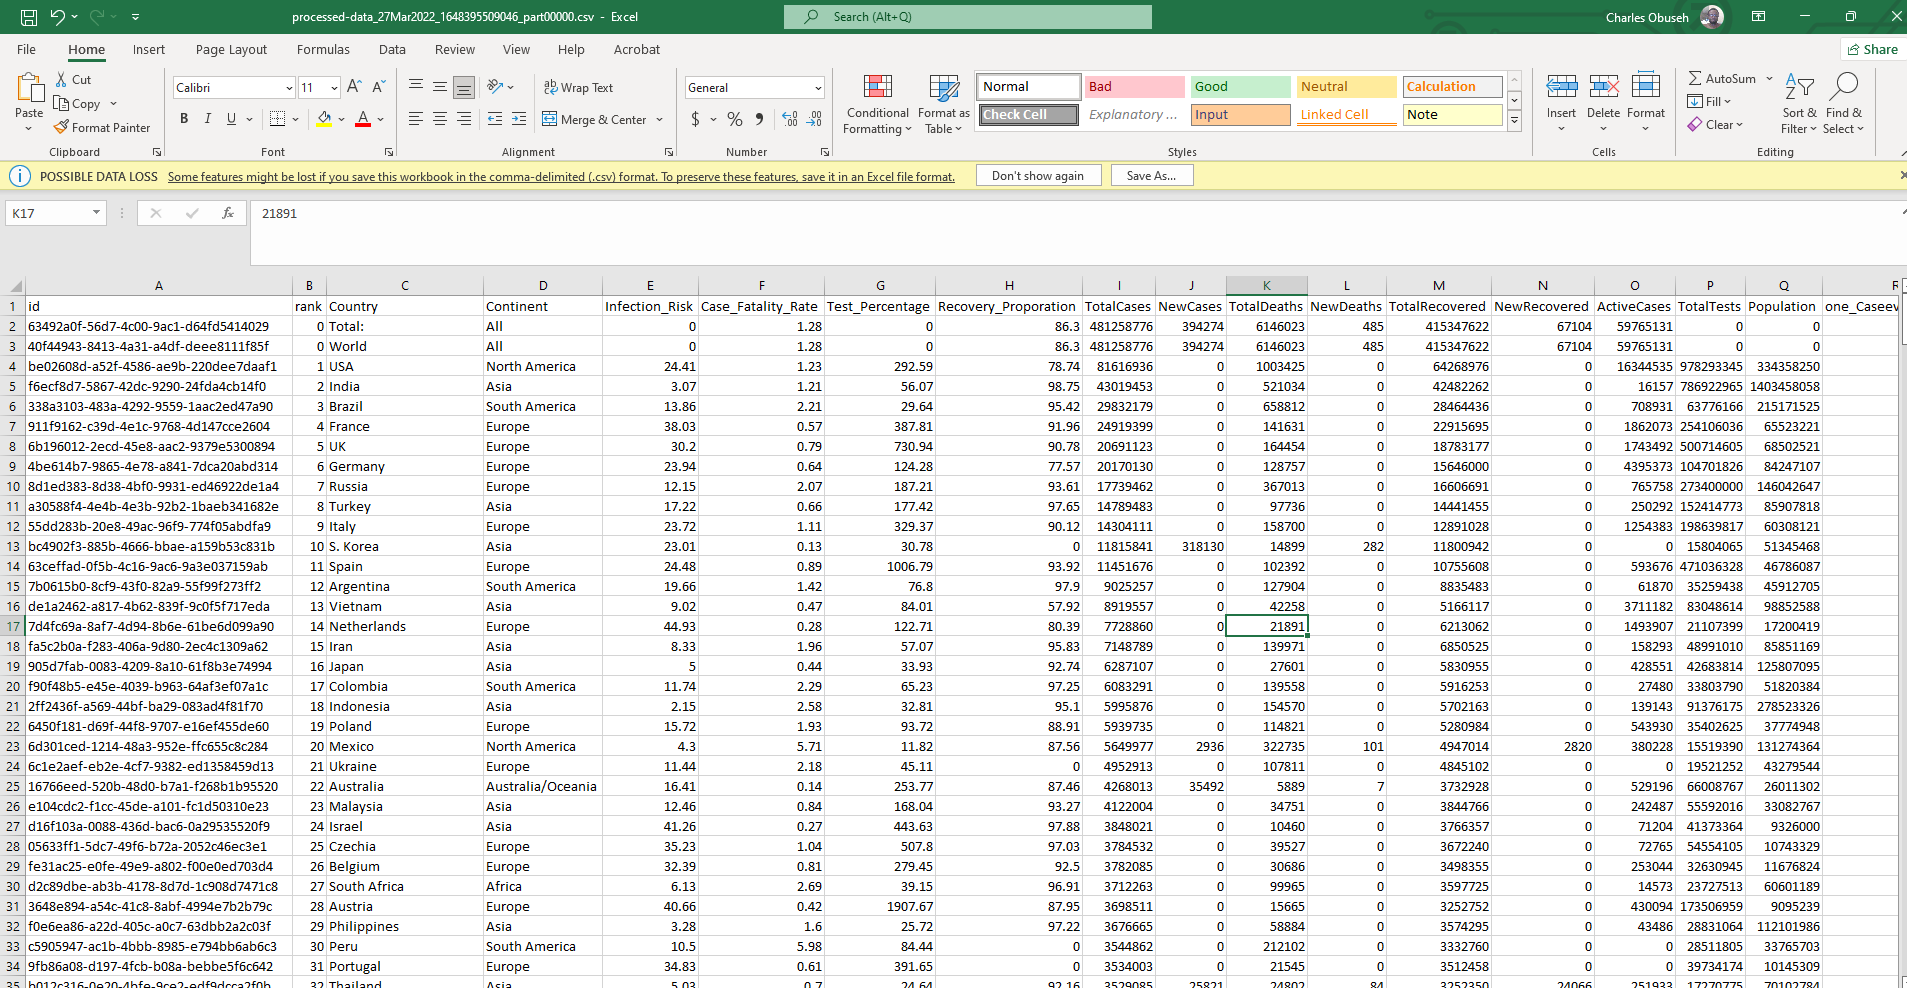 processed-data_27Mar2022_1648395509046_part00000.csv - Excel Search (Alt+Q) Charles Obuseh
File Home Insert Page Layout Formulas Data Review View Help Acrobat Share
Paste Cut Copy Format Painter Clipboard
Calibri 11 A A B I U A Font
ab Wrap Text Merge & Center Alignment
General $ % 9 Number
Conditional Formatting Format as Table
Normal Bad Good Neutral Calculation
Check Cell Explanatory ... Input Linked Cell Note
Styles
Insert Delete Format Cells
AutoSum Fill Clear Sort & Filter Find & Select Editing
POSSIBLE DATA LOSS Some features might be lost if you save this workbook in the comma-delimited (.csv) format. To preserve these features, save it in an Excel file format. Don't show again Save As...
K17 fx 21891
A B C D E F G H I J K L M N O P Q R
1 id rank Country Continent Infection_Risk Case_Fatality_Rate Test_Percentage Recovery_Proporation TotalCases NewCases TotalDeaths NewDeaths TotalRecovered NewRecovered ActiveCases TotalTests Population one_Caseev
2 63492a0f-56d7-4c00-9ac1-d64fd5414029 0 Total: All 0 1.28 0 86.3 481258776 394274 6146023 485 415347622 67104 59765131 0 0
3 40f44943-8413-4a31-a4df-deee8111f85f 0 World All 0 1.28 0 86.3 481258776 394274 6146023 485 415347622 67104 59765131 0 0
4 be02608d-a52f-4586-ae9b-220dee7daaf1 1 USA North America 24.41 1.23 292.59 78.74 81616936 0 1003425 0 64268976 0 16344535 978293345 334358250
5 f6ecf8d7-5867-42dc-9290-24fda4cb14f0 2 India Asia 3.07 1.21 56.07 98.75 43019453 0 521034 0 42482262 0 16157 786922965 1403458058
6 338a3103-483a-4292-9559-1aac2ed47a90 3 Brazil South America 13.86 2.21 29.64 95.42 29832179 0 658812 0 28464436 0 708931 63776166 215171525
7 911f9162-c39d-4e1c-9768-4d147cce2604 4 France Europe 38.03 0.57 387.81 91.96 24919399 0 141631 0 22915695 0 1862073 254106036 65523221
8 6b196012-2ecd-45e8-aac2-9379e5300894 5 UK Europe 30.2 0.79 730.94 90.78 20691123 0 164454 0 18783177 0 1743492 500714605 68502521
9 4be614b7-9865-4e78-a841-7dca20abd314 6 Germany Europe 23.94 0.64 124.28 77.57 20170130 0 128757 0 15646000 0 4395373 104701826 84247107
10 8d1ed383-8d38-4bf0-9931-ed46922de1a4 7 Russia Europe 12.15 2.07 187.21 93.61 17739462 0 367013 0 16606691 0 765758 273400000 146042647
11 a30588f4-4e4b-4e3b-92b2-1baeb341682e 8 Turkey Asia 17.22 0.66 177.42 97.65 14789483 0 97736 0 14441455 0 250292 152414773 85907818
12 55dd283b-20e8-49ac-96f9-774f05abdfa9 9 Italy Europe 23.72 1.11 329.37 90.12 14304111 0 158700 0 12891028 0 1254383 198639817 60308121
13 bc4902f3-885b-4666-bbae-a159b53c831b 10 S. Korea Asia 23.01 0.13 30.78 0 11815841 318130 14899 282 11800942 0 0 15804065 51345468
14 63ceffad-0f5b-4c16-9ac6-9a3e037159ab 11 Spain Europe 24.48 0.89 1006.79 93.92 11451676 0 102392 0 10755608 0 593676 471036328 46786087
15 7b0615b0-8cf9-43f0-82a9-55f99f273ff2 12 Argentina South America 19.66 1.42 76.8 97.9 9025257 0 127904 0 8835483 0 61870 35259438 45912705
16 de1a2462-a817-4b62-839f-9c0f5f717eda 13 Vietnam Asia 9.02 0.47 84.01 57.92 8919557 0 42258 0 5166117 0 3711182 83048614 98852588
17 7d4fc69a-8af7-4d94-8b6e-61be6d099a90 14 Netherlands Europe 44.93 0.28 122.71 80.39 7728860 0 21891 0 6213062 0 1493907 21107399 17200419
18 fa5c2b0a-f283-406a-9d80-2ec4c1309a62 15 Iran Asia 8.33 1.96 57.07 95.83 7148789 0 139971 0 6850525 0 158293 48991010 85851169
19 905d7fab-0083-4209-8a10-61f8b3e74994 16 Japan Asia 5 0.44 33.93 92.74 6287107 0 27601 0 5830955 0 428551 42683814 125807095
20 f90f48b5-e45e-4039-b963-64af3ef07a1c 17 Colombia South America 11.74 2.29 65.23 97.25 6083291 0 139558 0 5916253 0 27480 33803790 51820384
21 2ff2436f-a569-44bf-ba29-083ad4f81f70 18 Indonesia Asia 2.15 2.58 32.81 95.1 5995876 0 154570 0 5702163 0 139143 91376175 278523326
22 6450f181-d69f-44f8-9707-e16ef455de60 19 Poland Europe 15.72 1.93 93.72 88.91 5939735 0 114821 0 5280984 0 543930 35402625 37774948
23 6d301ced-1214-48a3-952e-ffc655c8c284 20 Mexico North America 4.3 5.71 11.82 87.56 5649977 2936 322735 101 4947014 2820 380228 15519390 131274364
24 6c1e2aef-eb2e-4cf7-9382-ed1358459d13 21 Ukraine Europe 11.44 2.18 45.11 0 4952913 0 107811 0 4845102 0 0 19521252 43279544
25 16766eed-520b-48d0-b7a1-f268b1b95520 22 Australia Australia/Oceania 16.41 0.14 253.77 87.46 4268013 35492 5889 7 3732928 0 529196 66008767 26011302
26 e104cdc2-f1cc-45de-a101-fc1d50310e23 23 Malaysia Asia 12.46 0.84 168.04 93.27 4122004 0 34751 0 3844766 0 242487 55592016 33082767
27 d16f103a-0088-436d-bac6-0a29535520f9 24 Israel Asia 41.26 0.27 443.63 97.88 3848021 0 10460 0 3766357 0 71204 41373364 9326000
28 05633ff1-5dc7-49f6-b72a-2052c46ec3e1 25 Czechia Europe 35.23 1.04 507.8 97.03 3784532 0 39527 0 3672240 0 72765 54554105 10743329
29 fe31ac25-e0fe-49e9-a802-f00e0ed703d4 26 Belgium Europe 32.39 0.81 279.45 92.5 3782085 0 30686 0 3498355 0 253044 32630945 11676824
30 d2c89dbe-ab3b-4178-8d7d-1c908d7471c8 27 South Africa Africa 6.13 2.69 39.15 96.91 3712263 0 99965 0 3597725 0 14573 23727513 60601189
31 3648e894-a54c-41c8-8abf-4994e7b2b79c 28 Austria Europe 40.66 0.42 1907.67 87.95 3698511 0 15665 0 3252752 0 430094 173506959 9095239
32 f0e6ea86-a22d-405c-a0c7-63dbb2a2c03f 29 Philippines Asia 3.28 1.6 25.72 97.22 3676665 0 58884 0 3574295 0 43486 28831064 112101986
33 c5905947-ac1b-4bbb-8985-e794bb6ab6c3 30 Peru South America 10.5 5.98 84.44 0 3544862 0 212102 0 3332760 0 0 28511805 33765703
34 9fb86a08-d197-4fcb-b08a-bebbe5f6c642 31 Portugal Europe 34.83 0.61 391.65 0 3534003 0 21545 0 3512458 0 0 39734174 10145309
35 b012c316-0e20-4bfe-9ce2-edf9dcca2f0b 32 Thailand Asia 5.03 0.7 24.64 92.16 3529085 25821 24802 84 3252350 24066 251933 17270775 70102784